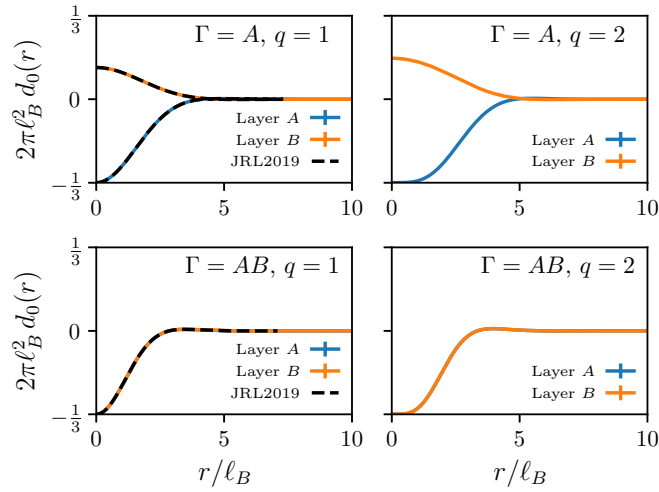 2πℓ_B^2 d_0(r)
1/3
0
−1/3
Γ = A, q = 1
Layer A
Layer B
JRL2019
0
5
10
Γ = A, q = 2
Layer A
Layer B
0
5
10
2πℓ_B^2 d_0(r)
1/3
0
−1/3
Γ = AB, q = 1
Layer A
Layer B
JRL2019
0
5
10
r/ℓ_B
Γ = AB, q = 2
Layer A
Layer B
0
5
10
r/ℓ_B